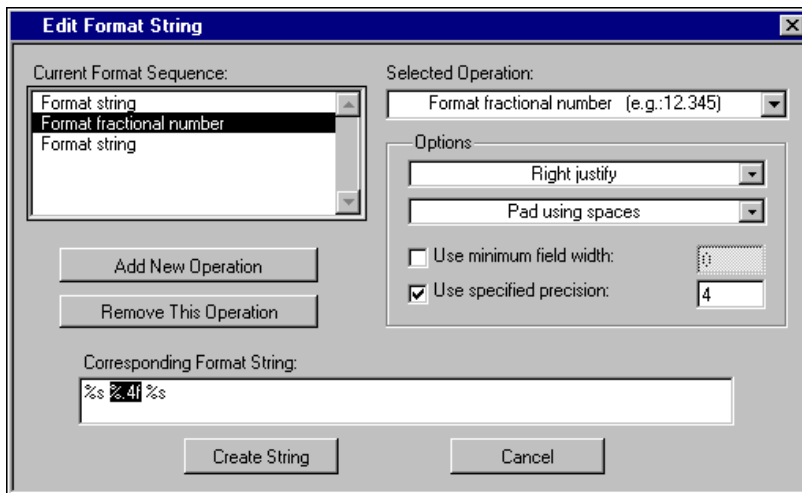 Edit Format String
Current Format Sequence:
Format string
Format fractional number
Format string
Selected Operation:
Format fractional number (e.g.:12.345)
Options
Right justify
Pad using spaces
Use minimum field width: 0
Use specified precision: 4
Add New Operation
Remove This Operation
Corresponding Format String:
%s %.4f %s
Create String Cancel